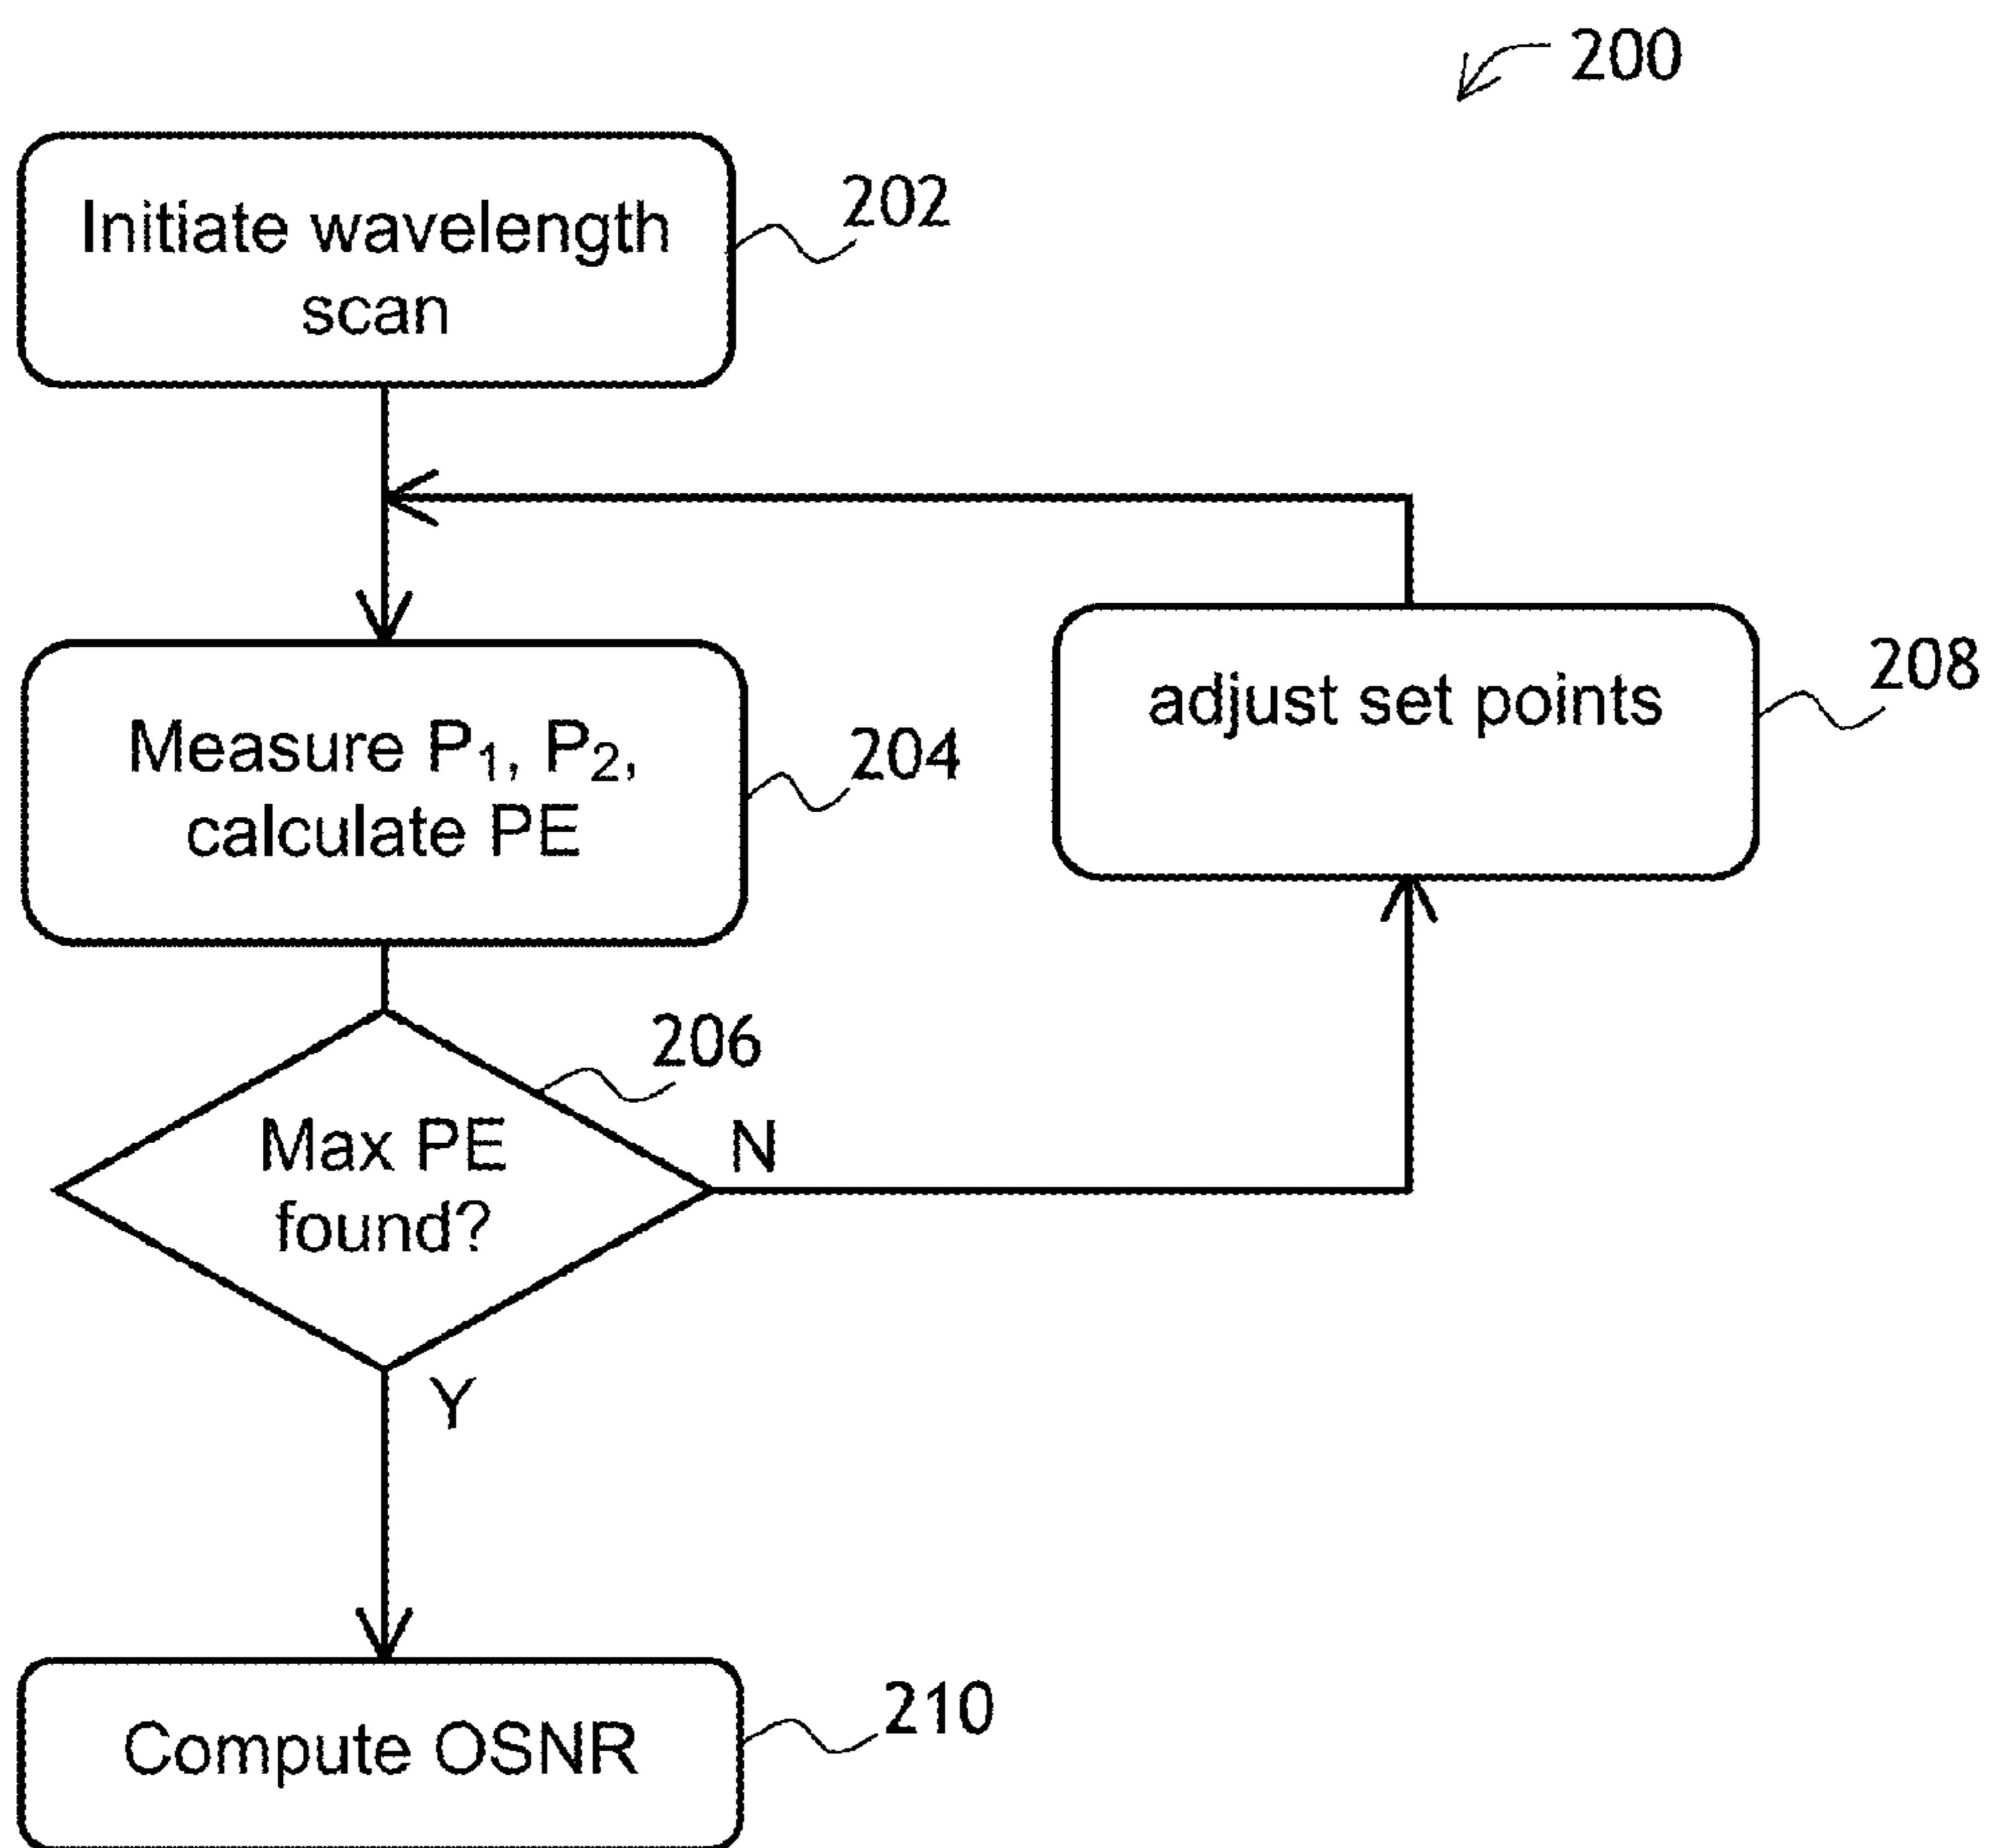 200
Initiate wavelength
scan
202
Measure P₁, P₂,
calculate PE
204
adjust set points
208
Max PE
found?
206
N
Y
Compute OSNR
210